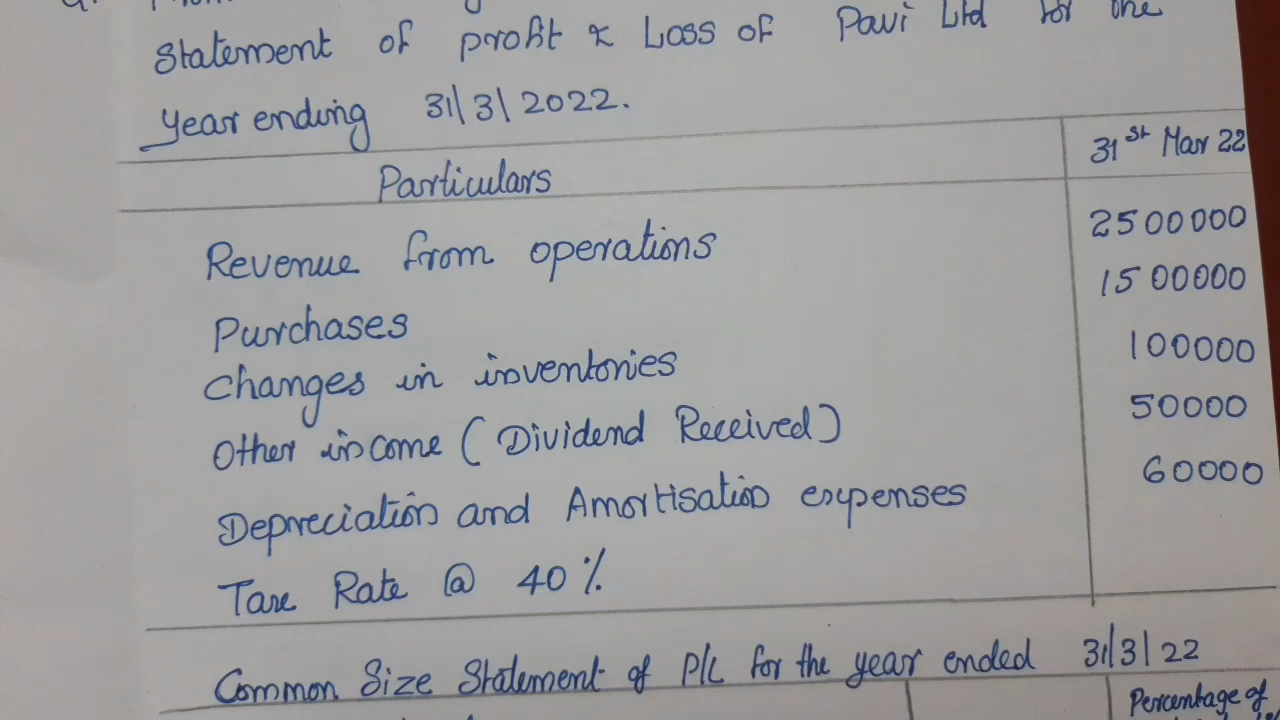 Statement of profit & Loss of Pavi Ltd for the
Year ending 31/3/2022.
Particulars 31st Mar 22
Revenue from operations 2500000
Purchases 1500000
Changes in inventories 100000
Other income (Dividend Received) 50000
Depreciation and Amortisation expenses 60000
Tax Rate @ 40%
Common Size Statement of P/L for the year ended 31/3/22
Percentage of